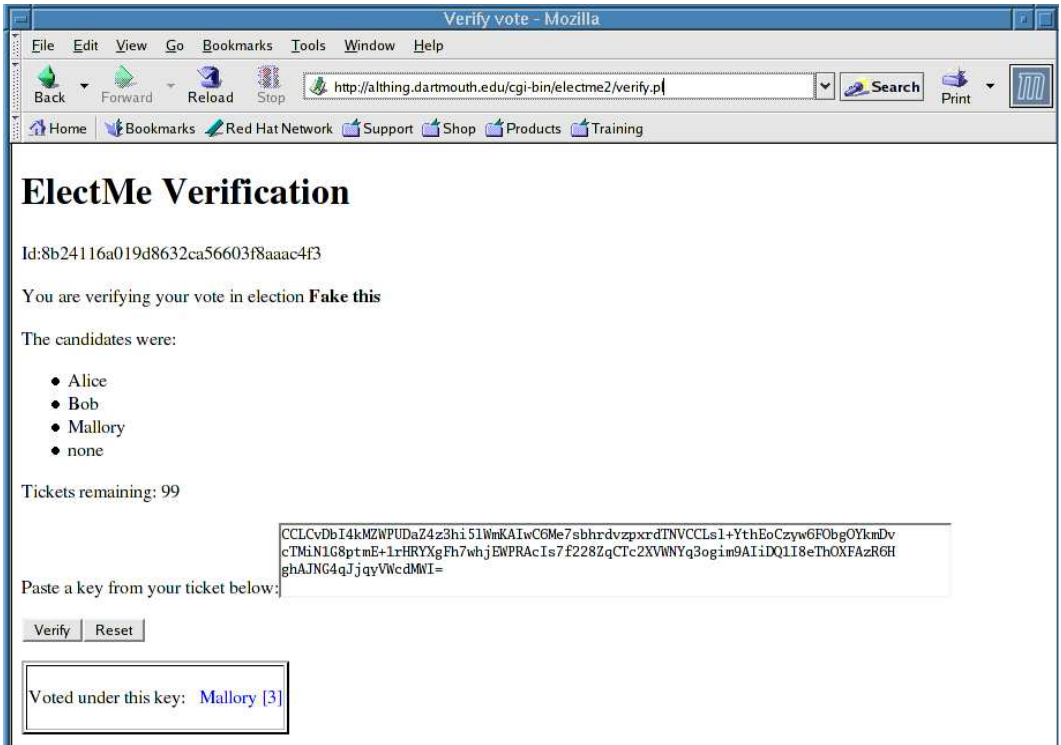 Verify vote - Mozilla
File Edit View Go Bookmarks Tools Window Help
Back Forward Reload Stop http://althing.dartmouth.edu/cgi-bin/electme2/verify.pl Search Print
Home Bookmarks Red Hat Network Support Shop Products Training
ElectMe Verification
Id:8b24116a019d8632ca56603f8aaac4f3
You are verifying your vote in election Fake this
The candidates were:
Alice
Bob
Mallory
none
Tickets remaining: 99
CCLCvDbI4kMZWPUDaZ4z3hi5lWmKAIwC6Me7sbhrdvzpxrdTNVCCLsl+YthEoCzyw6FObgOYkmDv
cTMiN1G8ptmE+1rHRYXgFh7whjEWPRAcIs7f228ZqCTc2XVWNYq3ogim9AIiDQ1I8eThOXFAzR6H
ghAJNG4qJjqyVWcdMWI=
Paste a key from your ticket below:
Verify Reset
Voted under this key: Mallory [3]